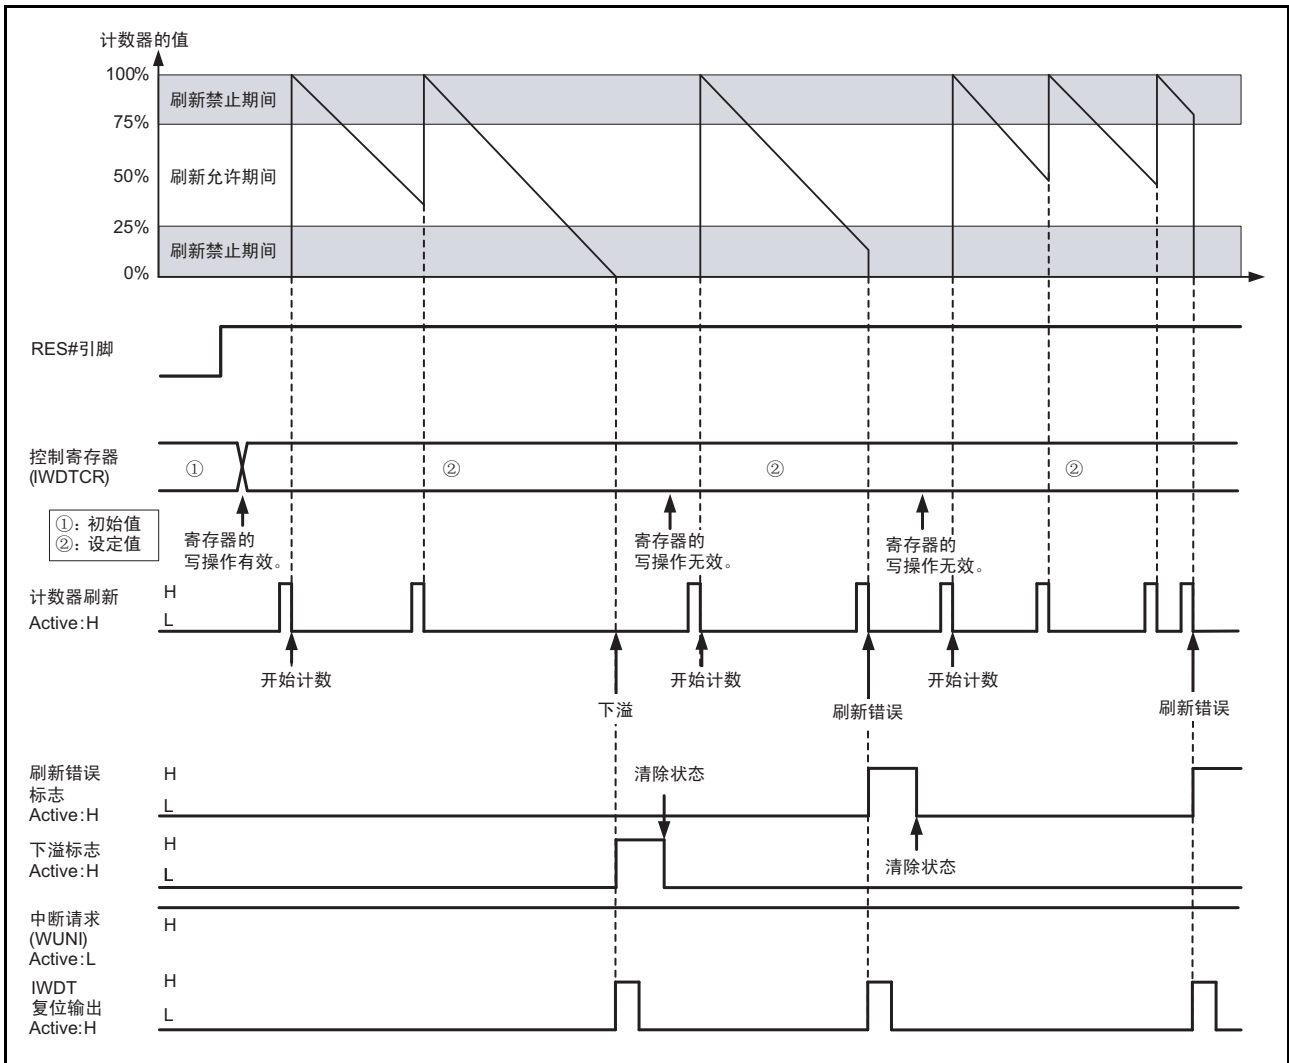 计数器的值
100%
刷新禁止期间
75%
50%
刷新允许期间
25%
刷新禁止期间
0%
RES#引脚
控制寄存器
(IWDTCR)
①
②
②
②
①：初始值
②：设定值
寄存器的
写操作有效。
寄存器的
写操作无效。
寄存器的
写操作无效。
计数器刷新
Active:H
H
L
开始计数
开始计数
开始计数
下溢
刷新错误
刷新错误
刷新错误
标志
Active:H
H
L
清除状态
清除状态
下溢标志
Active:H
H
L
中断请求
(WUNI)
Active:L
H
IWDT
复位输出
Active:H
H
L